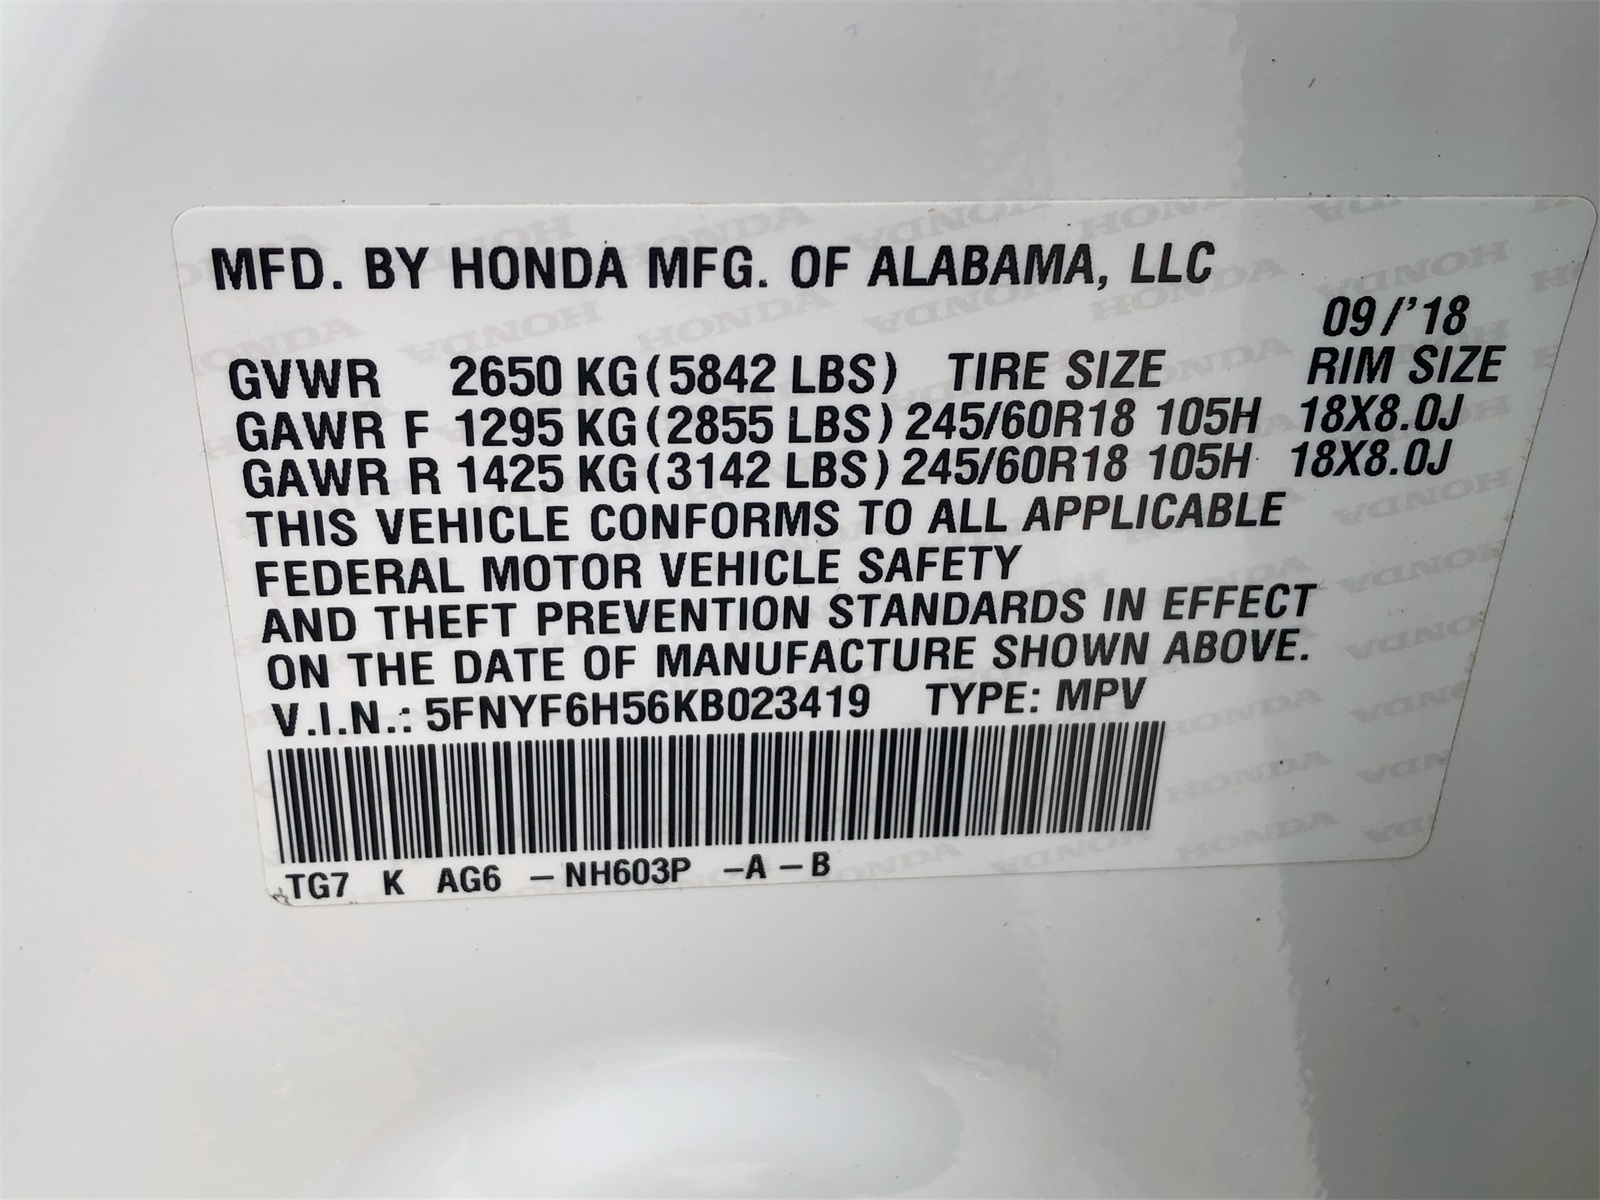 MFD. BY HONDA MFG. OF ALABAMA, LLC
09/'18
GVWR 2650 KG(5842 LBS) TIRE SIZE RIM SIZE
GAWR F 1295 KG(2855 LBS) 245/60R18 105H 18X8.0J
GAWR R 1425 KG(3142 LBS) 245/60R18 105H 18X8.0J
THIS VEHICLE CONFORMS TO ALL APPLICABLE
FEDERAL MOTOR VEHICLE SAFETY
AND THEFT PREVENTION STANDARDS IN EFFECT
ON THE DATE OF MANUFACTURE SHOWN ABOVE.
V.I.N.: 5FNYF6H56KB023419 TYPE: MPV
TG7 K AG6 – NH603P –A – B